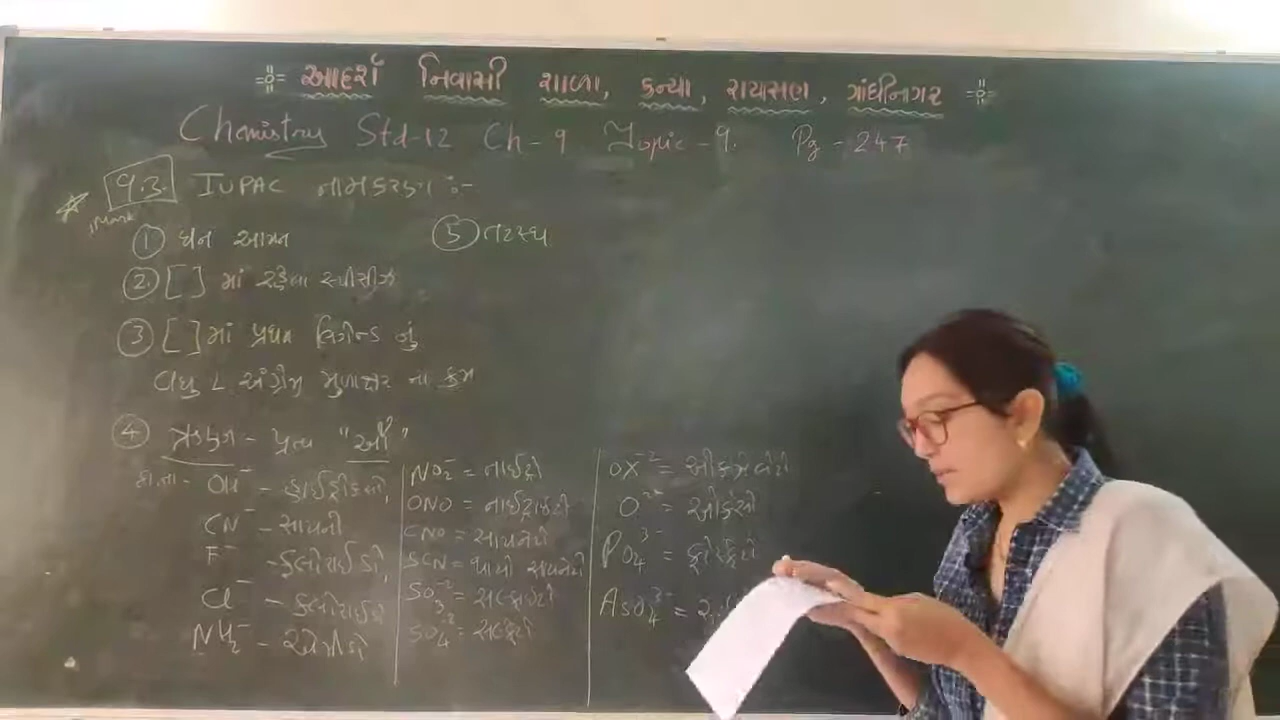 આદર્શ નિવાસી શાળા, કન્યા, રાયસણ, ગાંધીનગર
Chemistry Std-12 Ch-9 Topic-9. Pg-247
9.3. IUPAC નામકરણ :-
① ધન આયન
⑤ તટસ્થ
② [ ] માં રહેલા સ્પીસીઝ
③ [ ] માં પ્રથમ લિગેન્ડ નું
અંગ્રેજી મુળાક્ષર ના ક્રમ
④ ઋણ - "ઓ"
OH⁻ - હાઈડ્રોક્સો,
CN⁻ - સાયનો
F⁻ - ફ્લોરાઈડો,
Cl⁻ - ક્લોરાઈડો
NH₂⁻ - એમીડો
NO₂⁻ = નાઈટ્રો
ONO = નાઈટ્રાઈટો
CNO = સાયનેટો
SCN = થાયો સાયનેટો
SO₃⁻² = સલ્ફાઈટો
SO₄⁻² = સલ્ફેટો
OX⁻² = ઓક્ઝેલેટો
O²⁻ = ઓક્સો
PO₄³⁻ = ફોસ્ફેટો
AsO₄³⁻ =